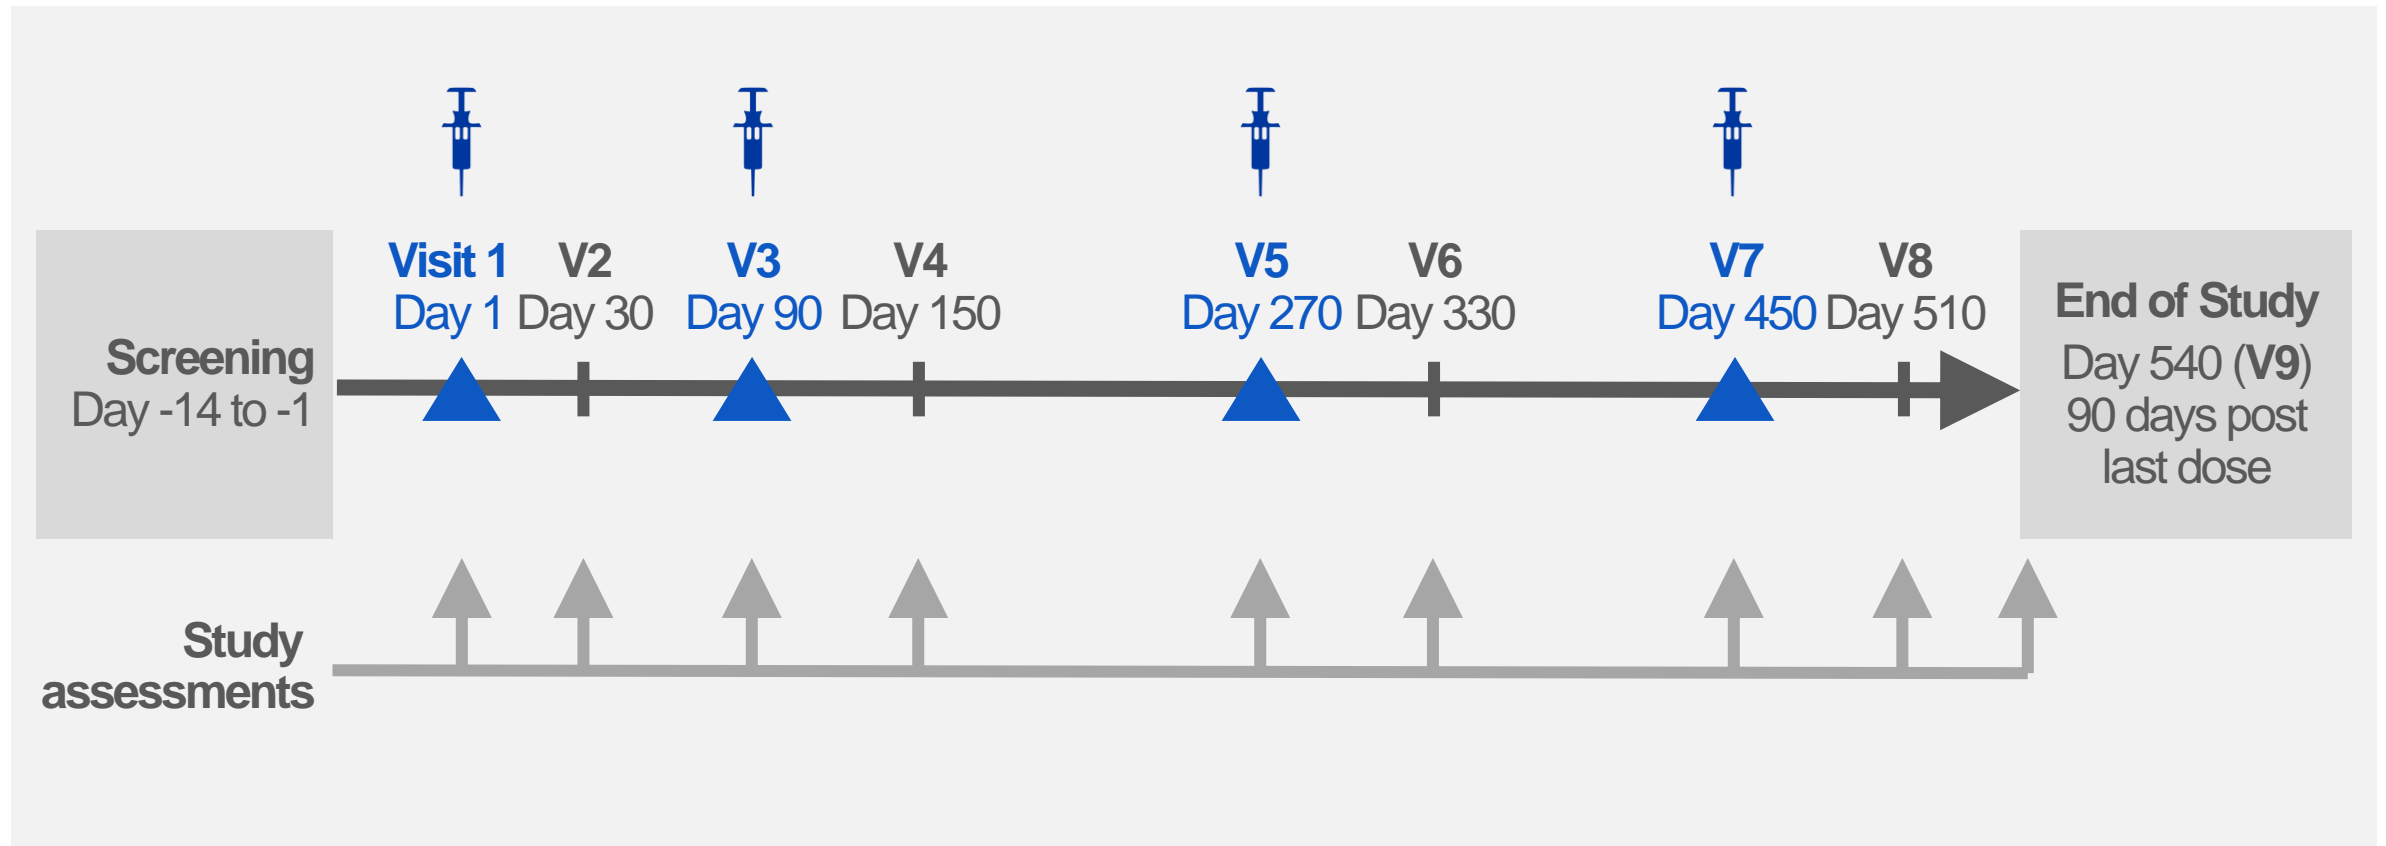 Screening
Day -14 to -1
Visit 1
Day 1
V2
Day 30
V3
Day 90
V4
Day 150
V5
Day 270
V6
Day 330
V7
Day 450
V8
Day 510
End of Study
Day 540 (V9)
90 days post
last dose
Study
assessments